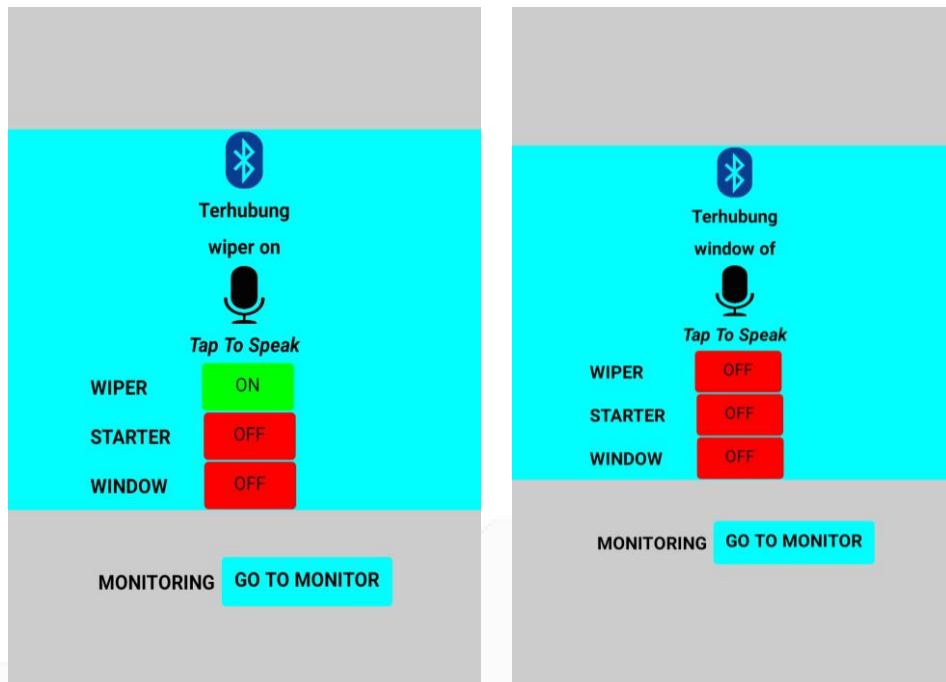 Terhubung
wiper on
Tap To Speak
WIPER ON
STARTER OFF
WINDOW OFF
MONITORING GO TO MONITOR
Terhubung
window of
Tap To Speak
WIPER OFF
STARTER OFF
WINDOW OFF
MONITORING GO TO MONITOR